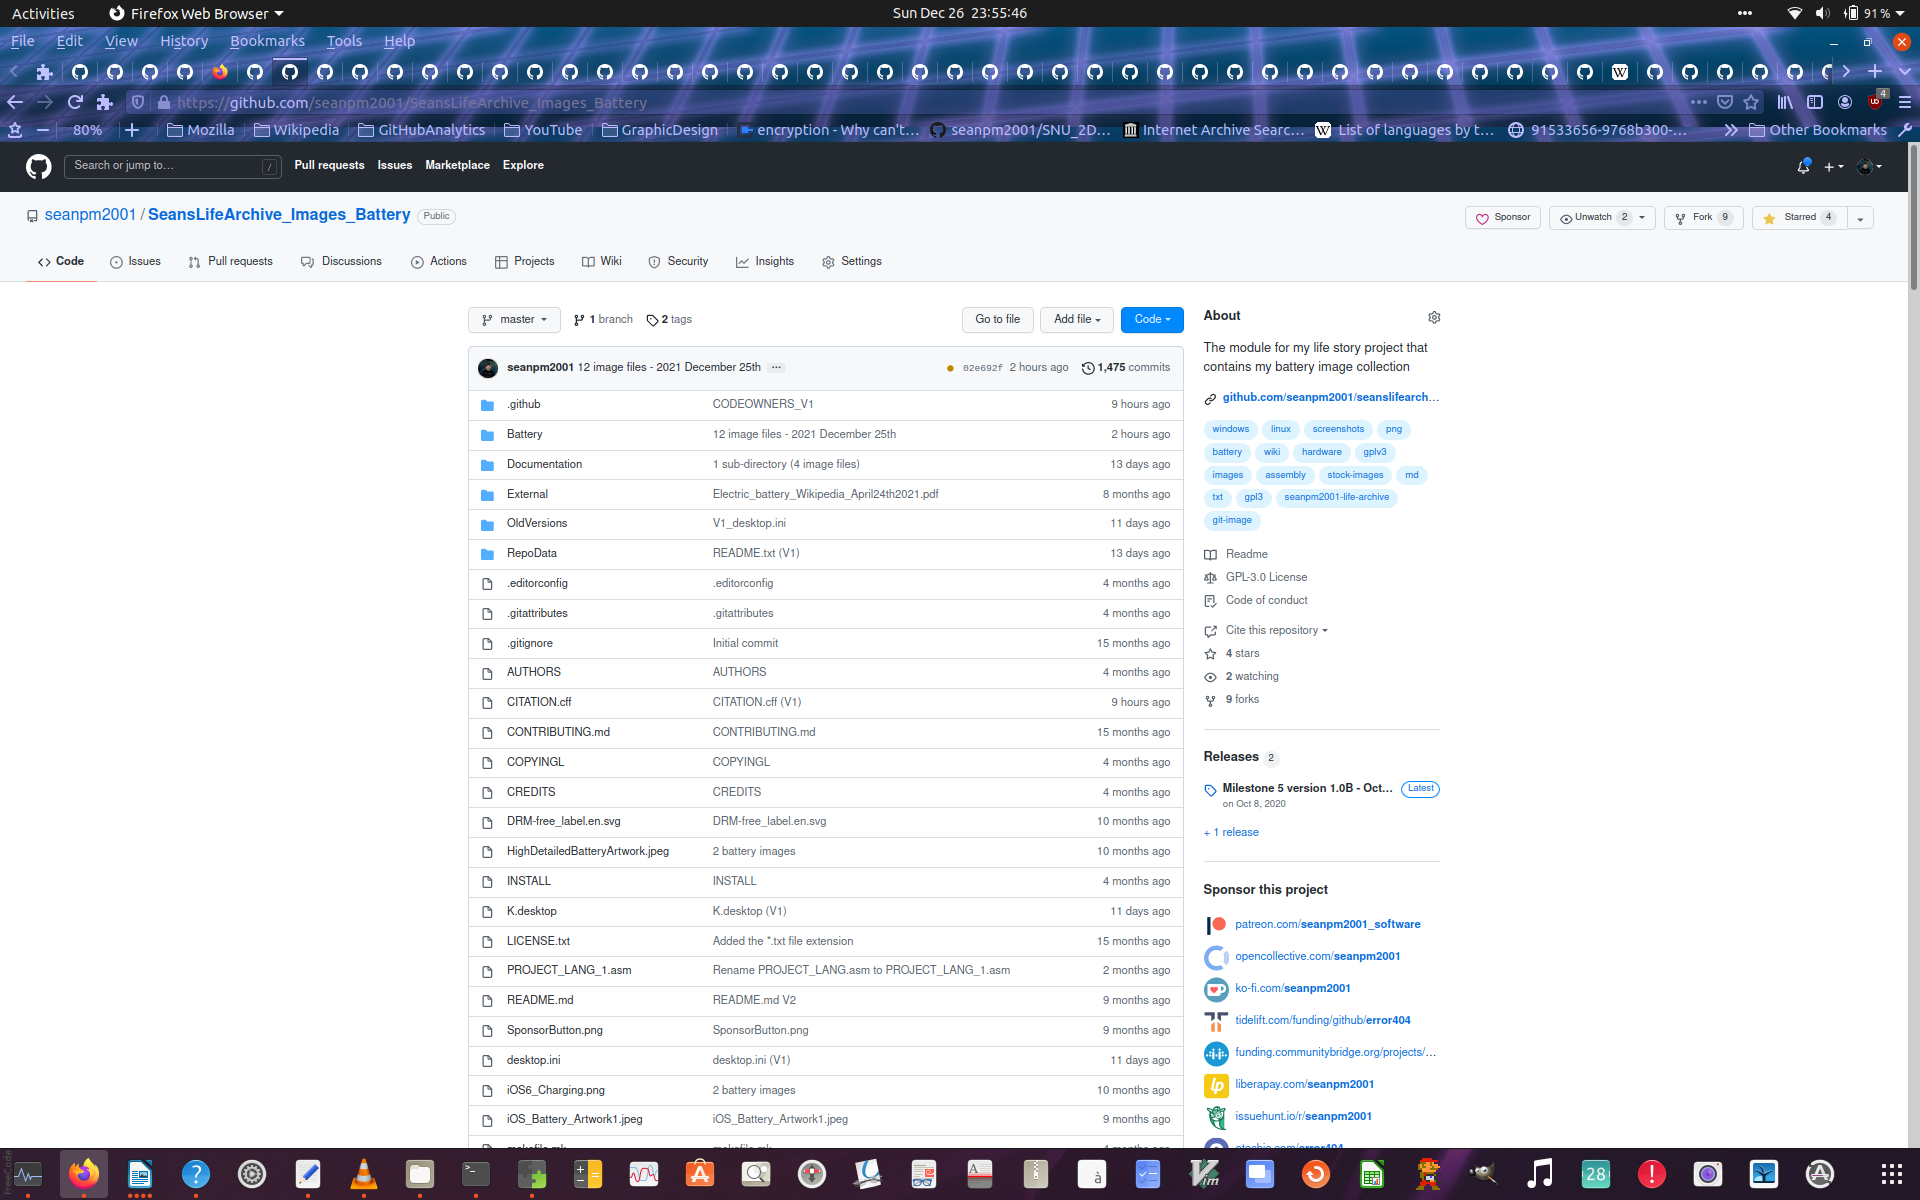 Activities Firefox Web Browser Sun Dec 26 23:55:46 91 %
File Edit View History Bookmarks Tools Help
https://github.com/seanpm2001/SeansLifeArchive_Images_Battery 4
80% Mozilla Wikipedia GitHubAnalytics YouTube GraphicDesign encryption - Why can't… seanpm2001/SNU_2D… Internet Archive Searc… List of languages by t… 91533656-9768b300-… Other Bookmarks
Search or jump to… / Pull requests Issues Marketplace Explore
seanpm2001 / SeansLifeArchive_Images_Battery Public Sponsor Unwatch 2 Fork 9 Starred 4
Code Issues Pull requests Discussions Actions Projects Wiki Security Insights Settings
master 1 branch 2 tags Go to file Add file Code
seanpm2001 12 image files - 2021 December 25th 02e692f 2 hours ago 1,475 commits
.github CODEOWNERS_V1 9 hours ago
Battery 12 image files - 2021 December 25th 2 hours ago
Documentation 1 sub-directory (4 image files) 13 days ago
External Electric_battery_Wikipedia_April24th2021.pdf 8 months ago
OldVersions V1_desktop.ini 11 days ago
RepoData README.txt (V1) 13 days ago
.editorconfig .editorconfig 4 months ago
.gitattributes .gitattributes 4 months ago
.gitignore Initial commit 15 months ago
AUTHORS AUTHORS 4 months ago
CITATION.cff CITATION.cff (V1) 9 hours ago
CONTRIBUTING.md CONTRIBUTING.md 15 months ago
COPYINGL COPYINGL 4 months ago
CREDITS CREDITS 4 months ago
DRM-free_label.en.svg DRM-free_label.en.svg 10 months ago
HighDetailedBatteryArtwork.jpeg 2 battery images 10 months ago
INSTALL INSTALL 4 months ago
K.desktop K.desktop (V1) 11 days ago
LICENSE.txt Added the *.txt file extension 15 months ago
PROJECT_LANG_1.asm Rename PROJECT_LANG.asm to PROJECT_LANG_1.asm 2 months ago
README.md README.md V2 9 months ago
SponsorButton.png SponsorButton.png 9 months ago
desktop.ini desktop.ini (V1) 11 days ago
iOS6_Charging.png 2 battery images 10 months ago
iOS_Battery_Artwork1.jpeg iOS_Battery_Artwork1.jpeg 9 months ago
About
The module for my life story project that
contains my battery image collection
github.com/seanpm2001/seanslifearch…
windows linux screenshots png
battery wiki hardware gplv3
images assembly stock-images md
txt gpl3 seanpm2001-life-archive
git-image
Readme
GPL-3.0 License
Code of conduct
Cite this repository
4 stars
2 watching
9 forks
Releases 2
Milestone 5 version 1.0B - Oct… Latest
on Oct 8, 2020
+ 1 release
Sponsor this project
patreon.com/seanpm2001_software
opencollective.com/seanpm2001
ko-fi.com/seanpm2001
tidelift.com/funding/github/error404
funding.communitybridge.org/projects/…
liberapay.com/seanpm2001
issuehunt.io/r/seanpm2001
28